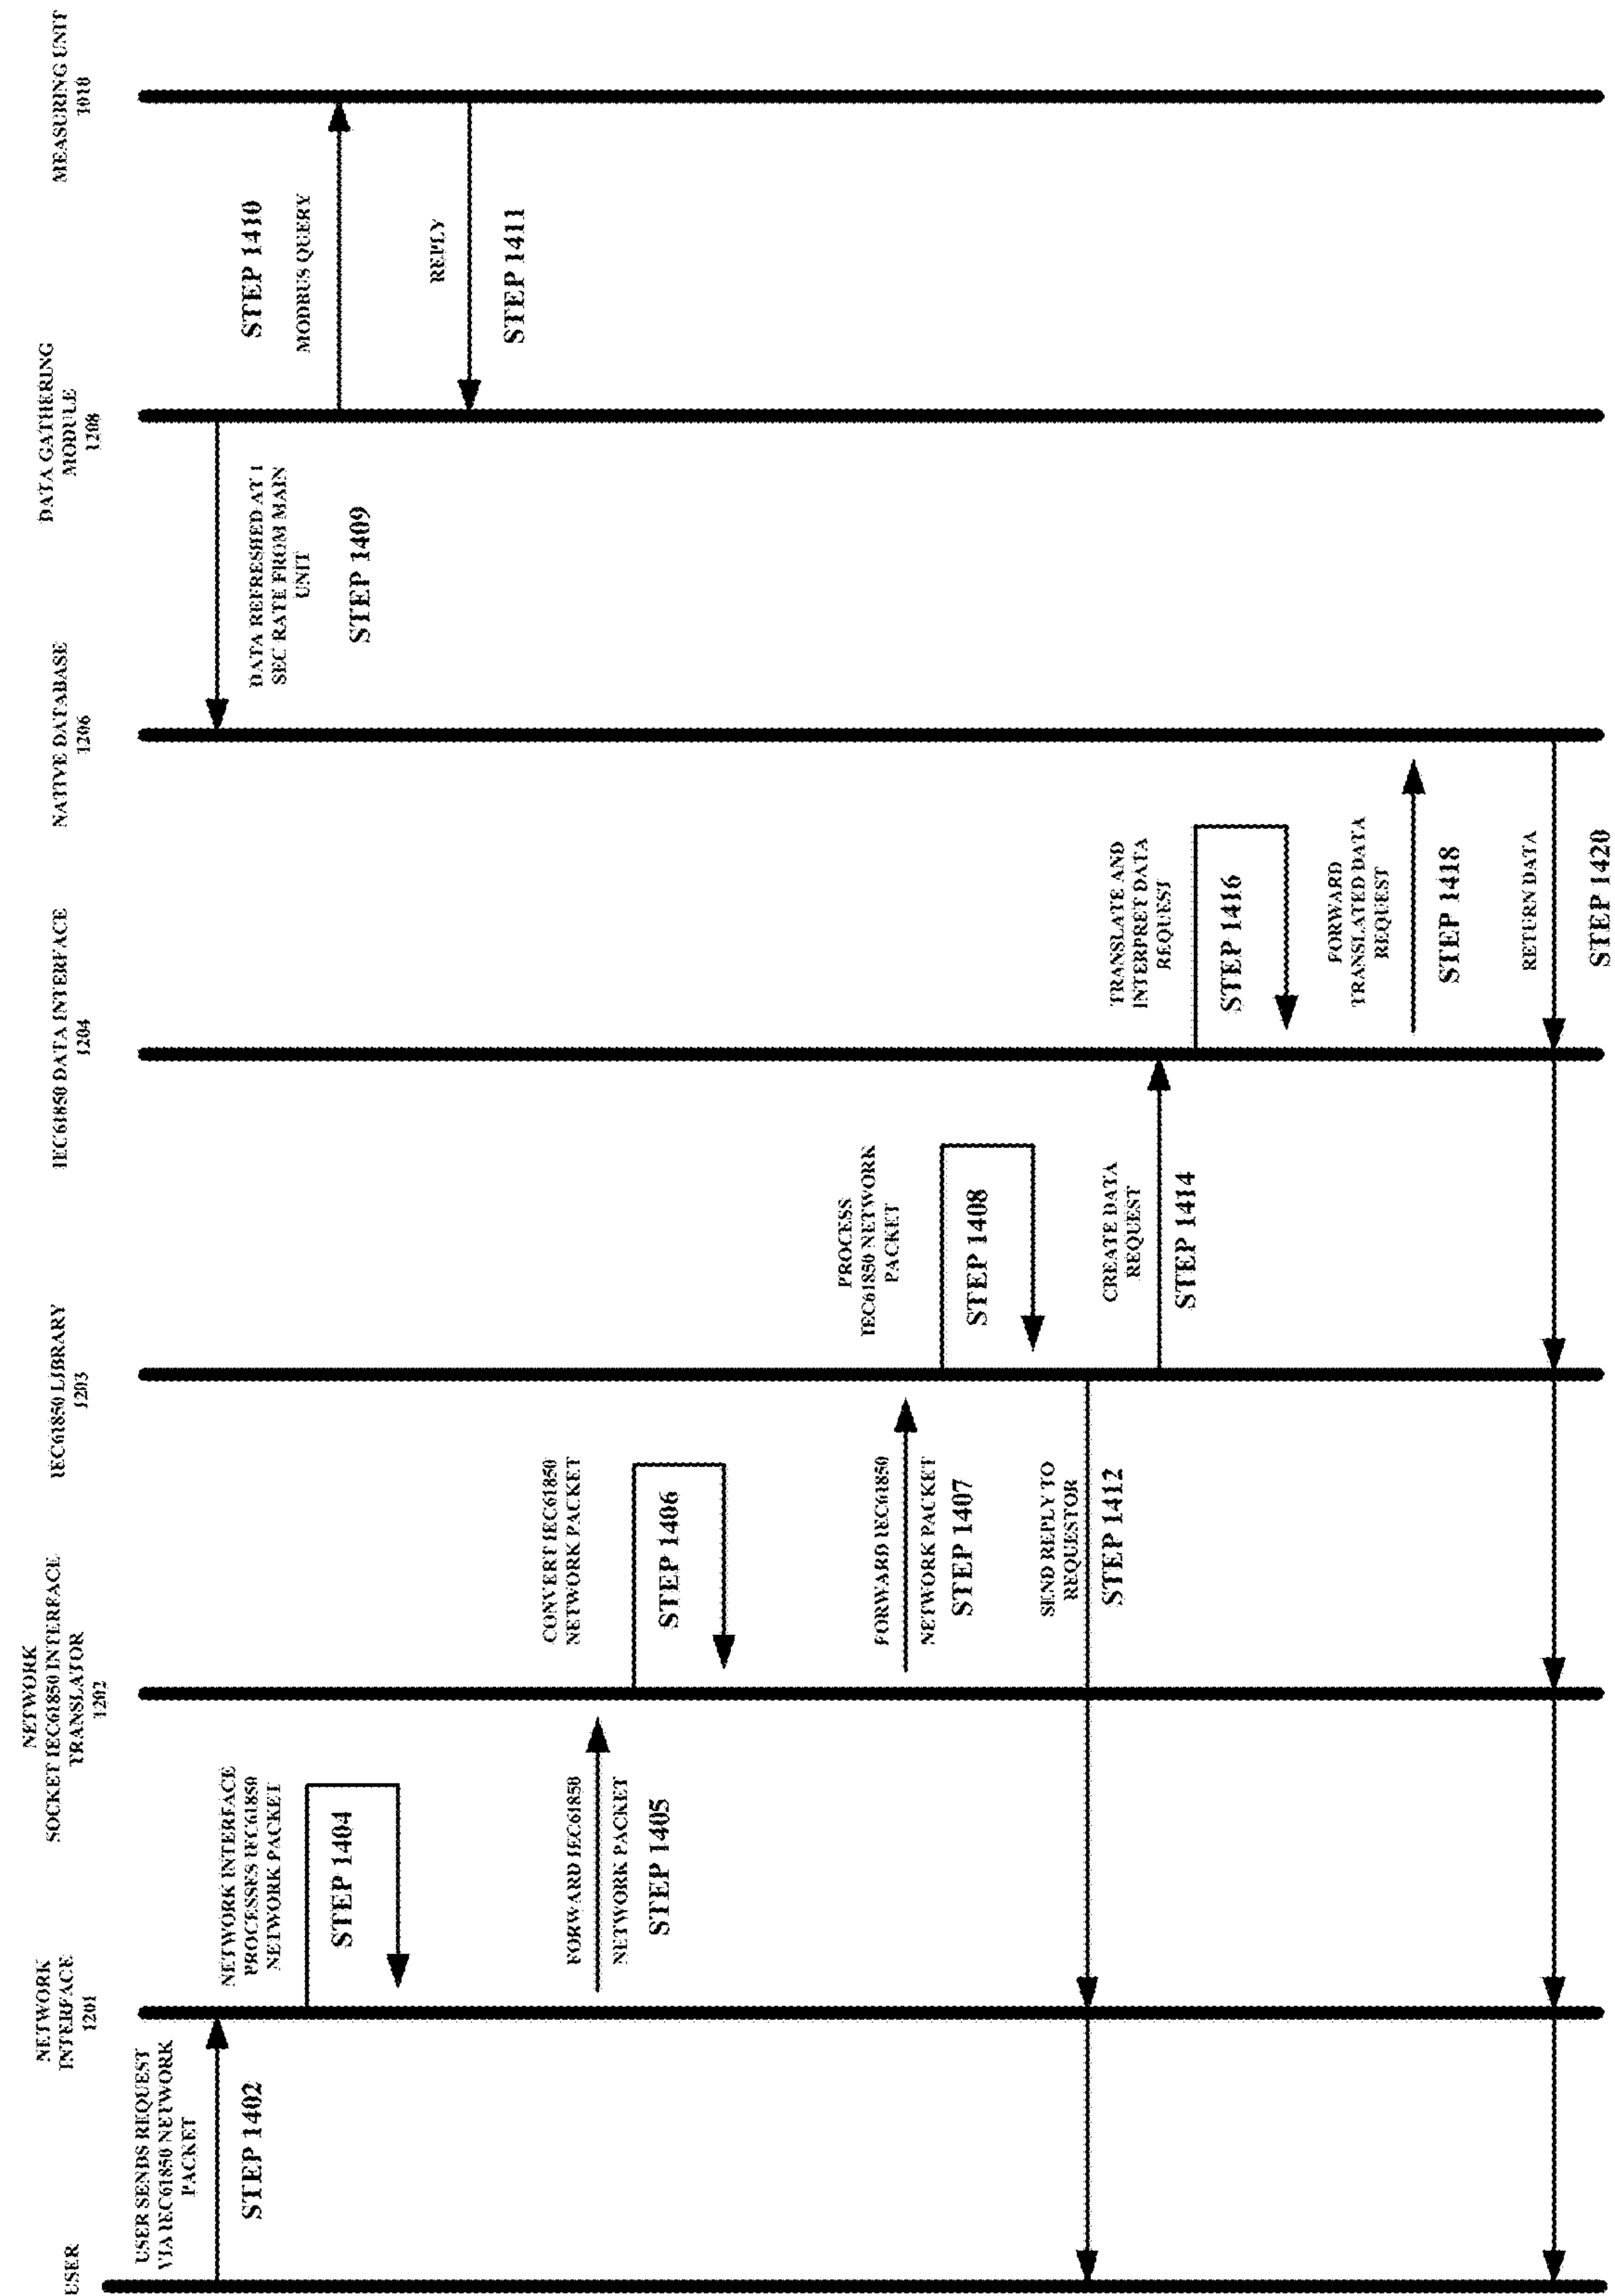 USER
NETWORK
INTERFACE
1201
NETWORK
SOCKET IEC61850 INTERFACE
TRANSLATOR
1202
IEC61850 LIBRARY
1203
IEC61850 DATA INTERFACE
1204
NATIVE DATABASE
1206
DATA GATHERING
MODULE
1208
MEASURING UNIT
1010
USER SENDS REQUEST
VIA IEC61850 NETWORK
PACKET
STEP 1402
NETWORK INTERFACE
PROCESSES IEC61850
NETWORK PACKET
STEP 1404
FORWARD IEC61850
NETWORK PACKET
STEP 1405
CONVERT IEC61850
NETWORK PACKET
STEP 1406
FORWARD IEC61850
NETWORK PACKET
STEP 1407
PROCESS
IEC61850 NETWORK
PACKET
STEP 1408
DATA REFRESHED AT 1
SEC RATE FROM MAIN
UNIT
STEP 1409
STEP 1410
MODBUS QUERY
REPLY
STEP 1411
SEND REPLY TO
REQUESTOR
STEP 1412
CREATE DATA
REQUEST
STEP 1414
TRANSLATE AND
INTERPRET DATA
REQUEST
STEP 1416
FORWARD
TRANSLATED DATA
REQUEST
STEP 1418
RETURN DATA
STEP 1420